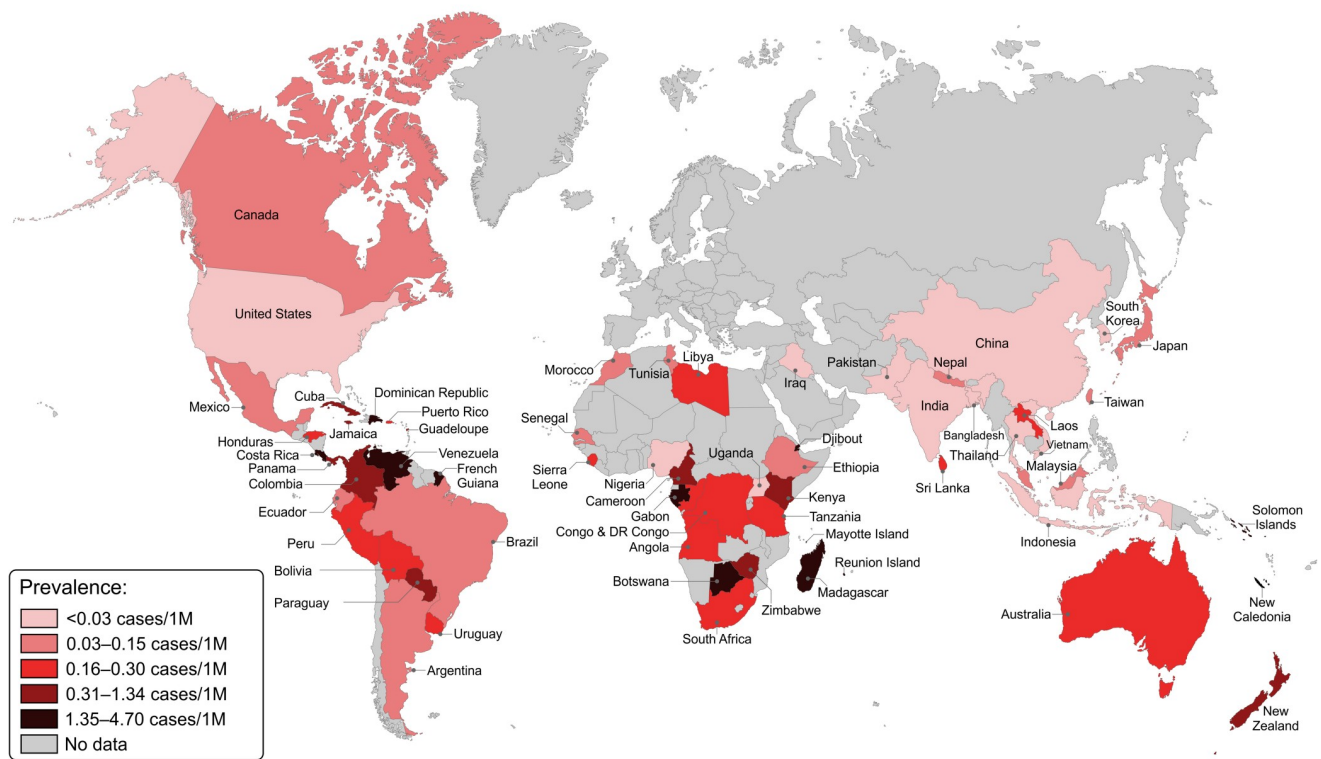 Canada
United States
Mexico
Cuba
Dominican Republic
Puerto Rico
Guadeloupe
Jamaica
Honduras
Costa Rica
Panama
Colombia
Venezuela
French
Guiana
Ecuador
Peru
Brazil
Bolivia
Paraguay
Uruguay
Argentina
Morocco
Tunisia
Libya
Senegal
Sierra
Leone
Nigeria
Cameroon
Gabon
Congo & DR Congo
Angola
Uganda
Djibout
Ethiopia
Kenya
Tanzania
Mayotte Island
Reunion Island
Madagascar
Botswana
Zimbabwe
South Africa
Iraq
Pakistan
Nepal
India
China
South
Korea
Japan
Taiwan
Laos
Bangladesh
Vietnam
Thailand
Malaysia
Sri Lanka
Indonesia
Solomon
Islands
New
Caledonia
Australia
New
Zealand
Prevalence:
<0.03 cases/1M
0.03–0.15 cases/1M
0.16–0.30 cases/1M
0.31–1.34 cases/1M
1.35–4.70 cases/1M
No data